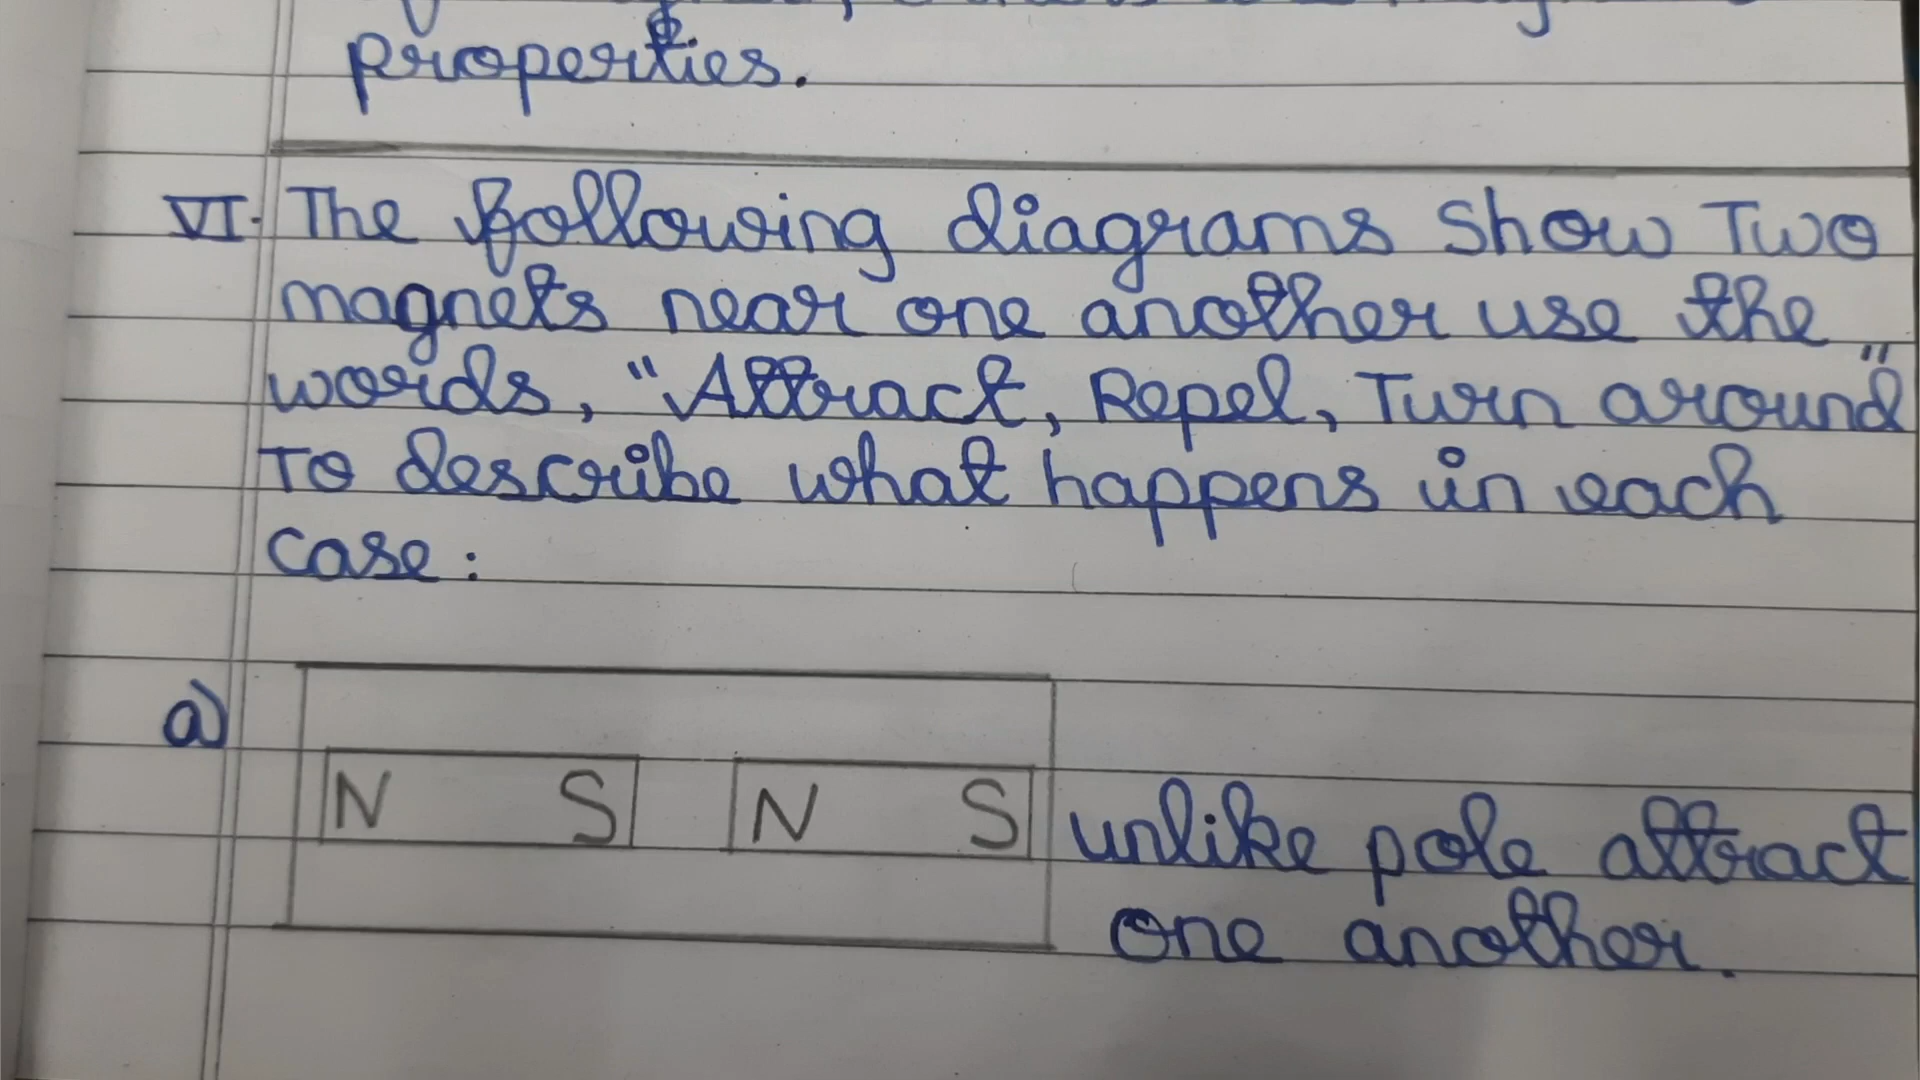 properties.
VI. The following diagrams show Two
magnets near one another use the
words, "Attract, Repel, Turn around"
To describe what happens in each
case:
a)
N S N S unlike pole attract
one another.